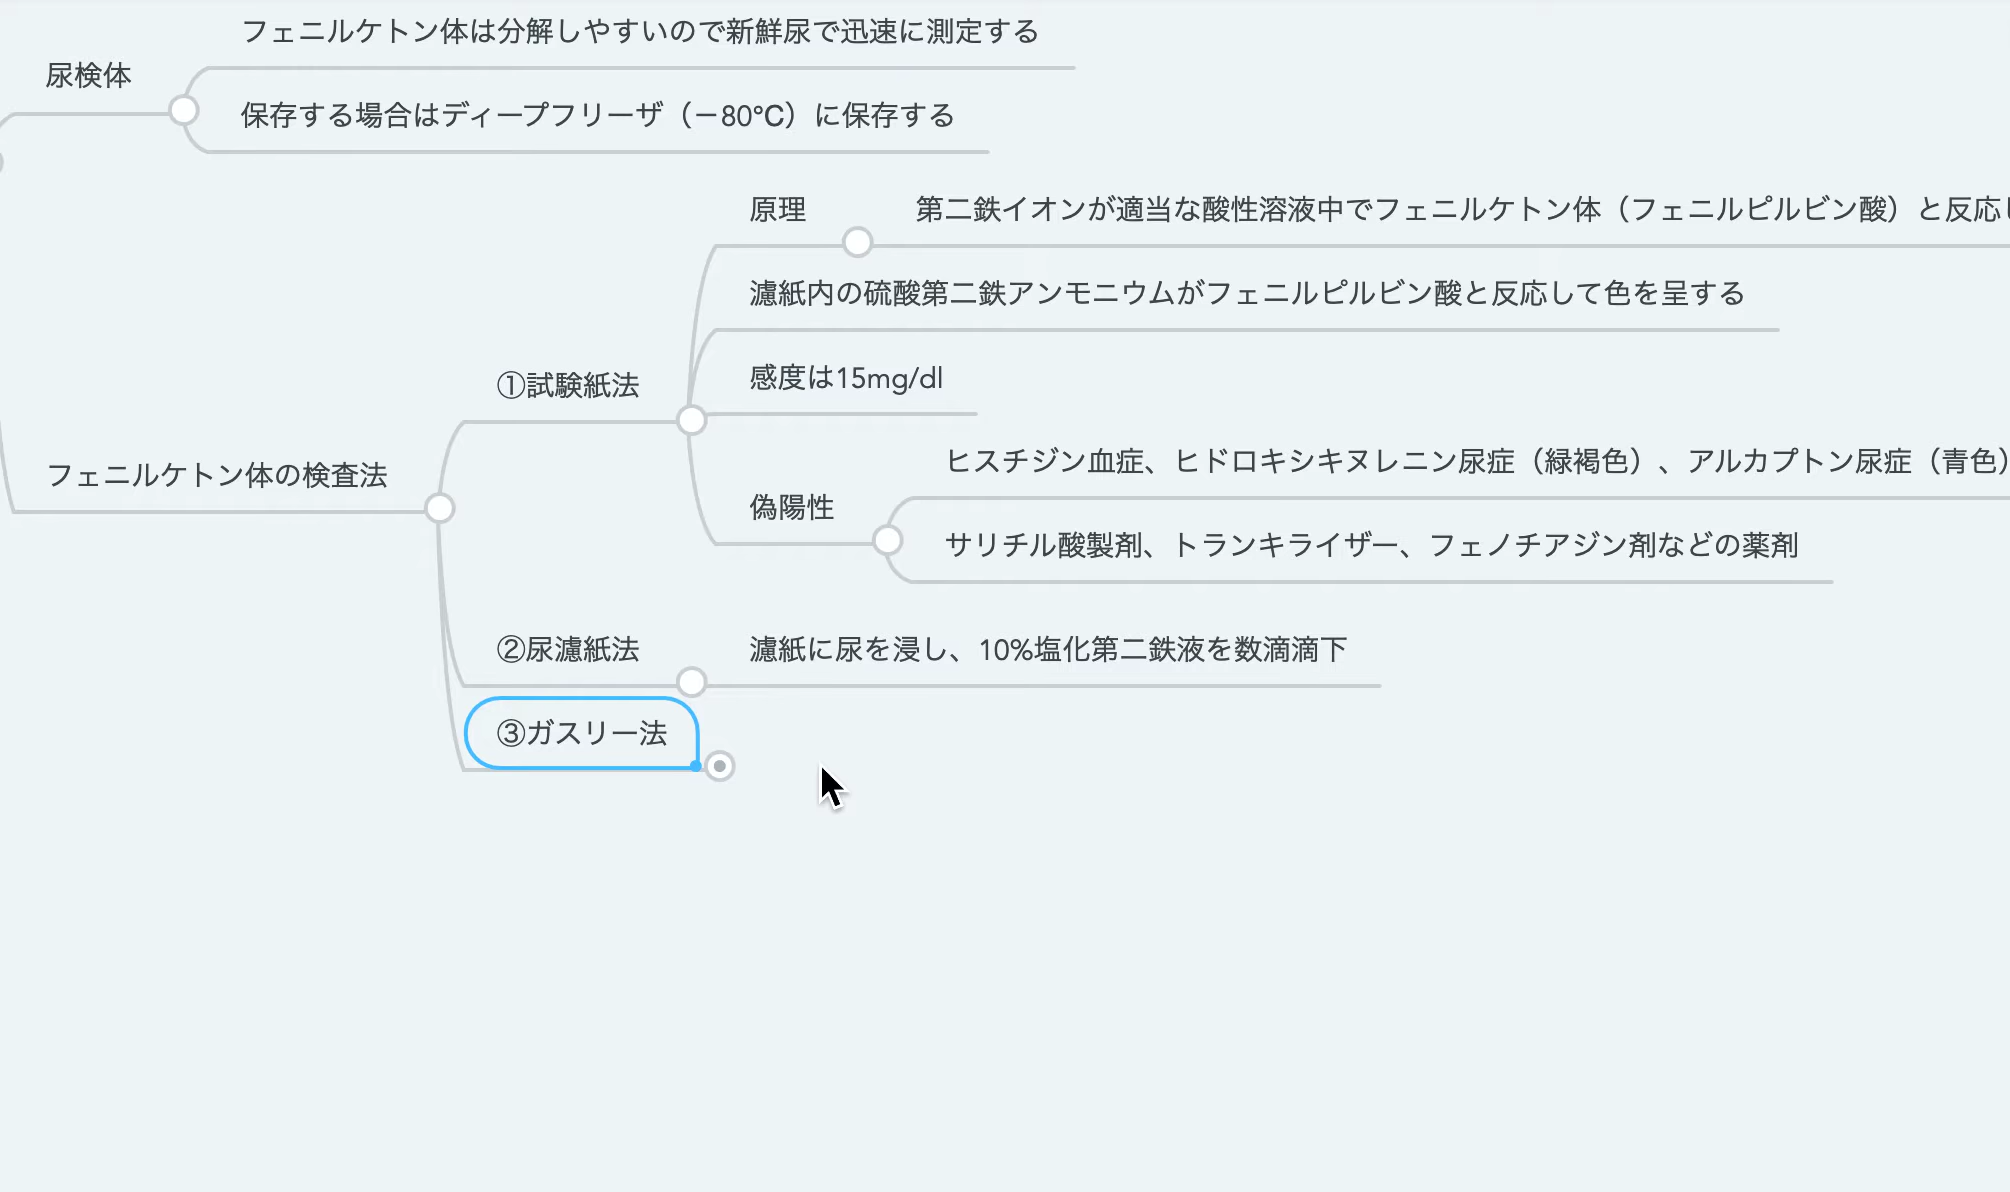 フェニルケトン体は分解しやすいので新鮮尿で迅速に測定する
尿検体
保存する場合はディープフリーザ（－80℃）に保存する
原理
第二鉄イオンが適当な酸性溶液中でフェニルケトン体（フェニルピルビン酸）と反応し
濾紙内の硫酸第二鉄アンモニウムがフェニルピルビン酸と反応して色を呈する
①試験紙法
感度は15mg/dl
フェニルケトン体の検査法
ヒスチジン血症、ヒドロキシキヌレニン尿症（緑褐色）、アルカプトン尿症（青色）
偽陽性
サリチル酸製剤、トランキライザー、フェノチアジン剤などの薬剤
②尿濾紙法
濾紙に尿を浸し、10%塩化第二鉄液を数滴滴下
③ガスリー法